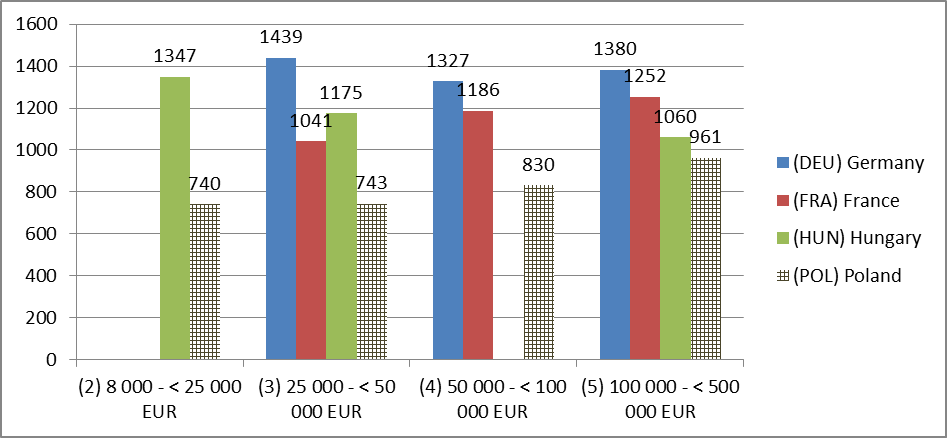 1600
1400
1200
1000
800
600
400
200
0
1347
740
1439
1041
1175
743
1327
1186
830
1380
1252
1060
961
(2) 8 000 - < 25 000
EUR
(3) 25 000 - < 50
000 EUR
(4) 50 000 - < 100
000 EUR
(5) 100 000 - < 500
000 EUR
(DEU) Germany
(FRA) France
(HUN) Hungary
(POL) Poland